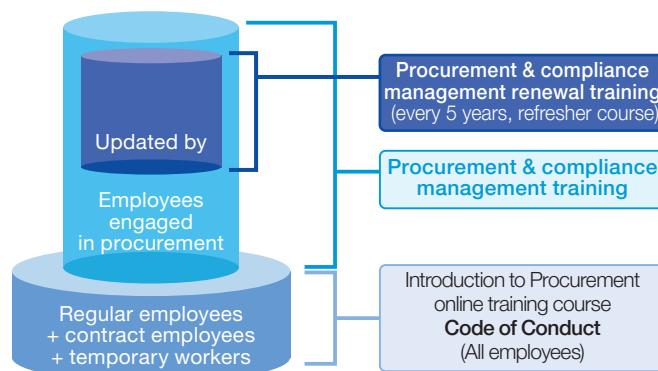 Updated by
Employees
engaged
in procurement
Regular employees
+ contract employees
+ temporary workers
Procurement & compliance
management renewal training
(every 5 years, refresher course)
Procurement & compliance
management training
Introduction to Procurement
online training course
Code of Conduct
(All employees)